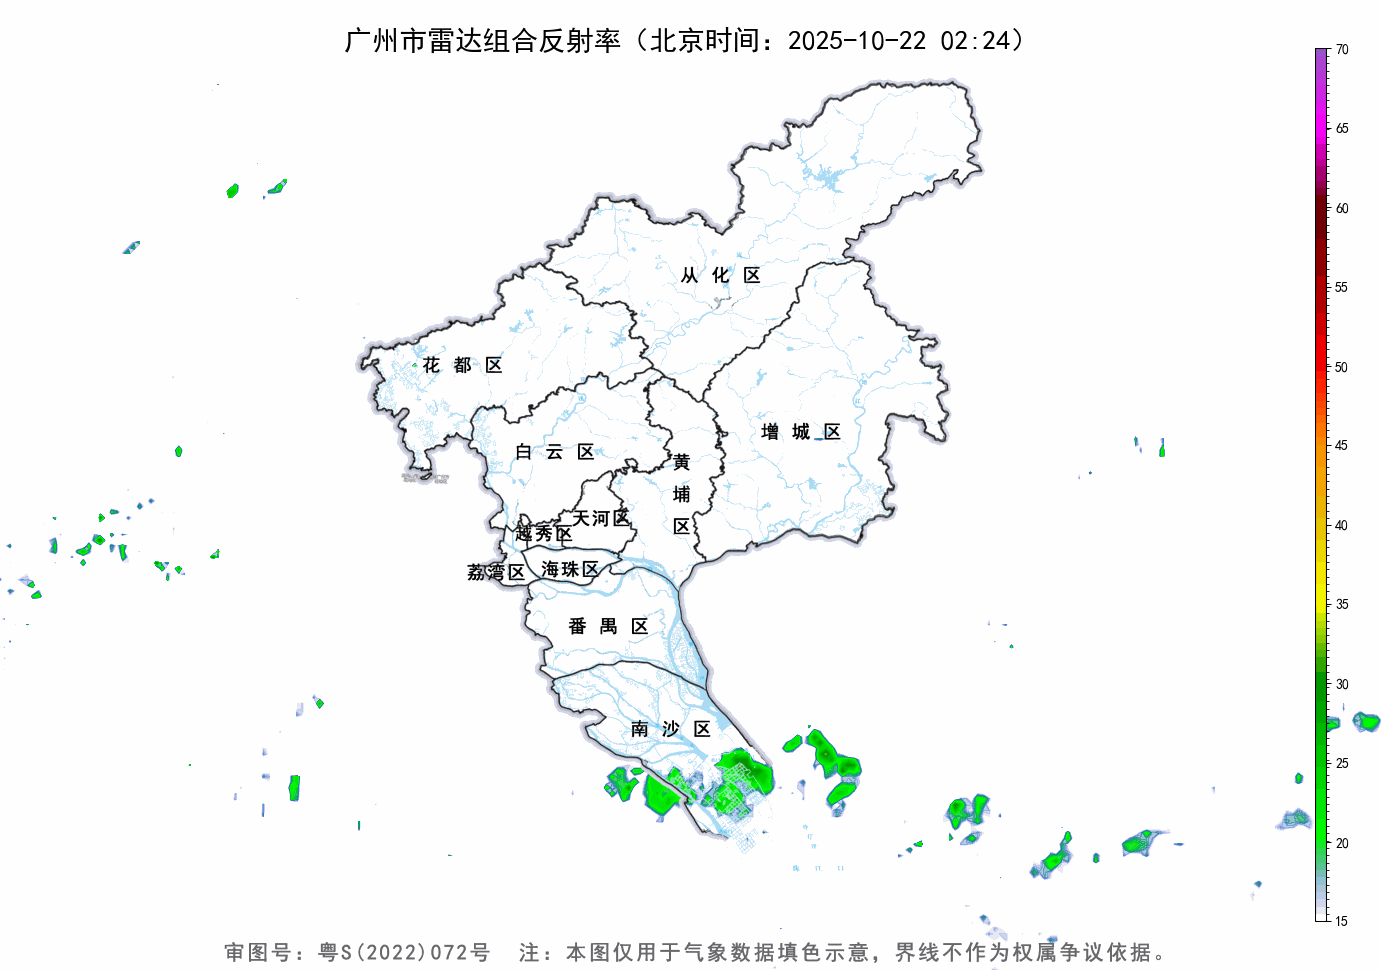 广州市雷达组合反射率（北京时间：2025-10-22 02:24）
70
65
60
55
50
45
40
35
30
25
20
15
从化区
花都区
增城区
白云区
黄埔区
天河区
越秀区
海珠区
荔湾区
番禺区
南沙区
审图号：粤S(2022)072号 注：本图仅用于气象数据填色示意，界线不作为权属争议依据。